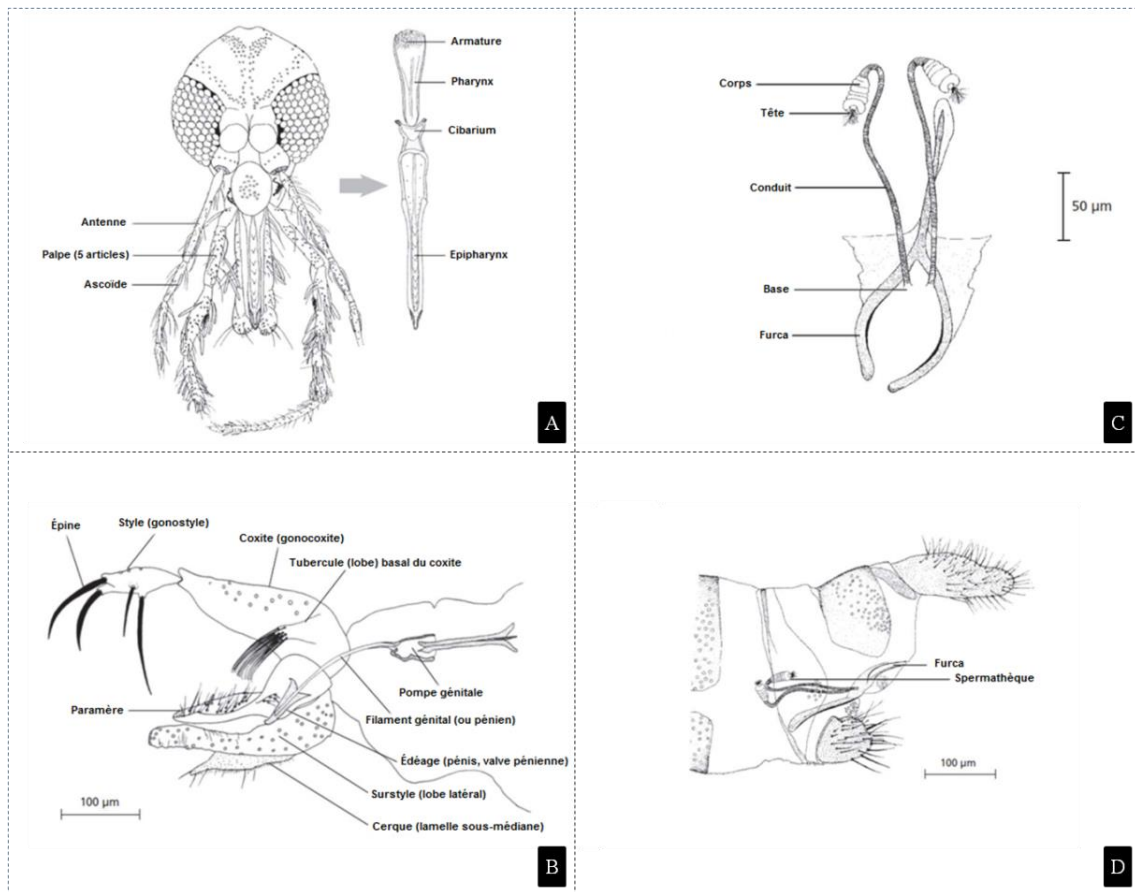 Armature
Pharynx
Cibarium
Antenne
Palpe (5 articles)
Ascoïde
Epipharynx
A
Corps
Tête
Conduit
50 µm
Base
Furca
C
Épine
Style (gonostyle)
Coxite (gonocoxite)
Tubercule (lobe) basal du coxite
Pompe génitale
Paramère
Filament génital (ou pénien)
Édéage (pénis, valve pénienne)
100 µm
Surstyle (lobe latéral)
Cerque (lamelle sous-médiane)
B
Furca
Spermathèque
100 µm
D